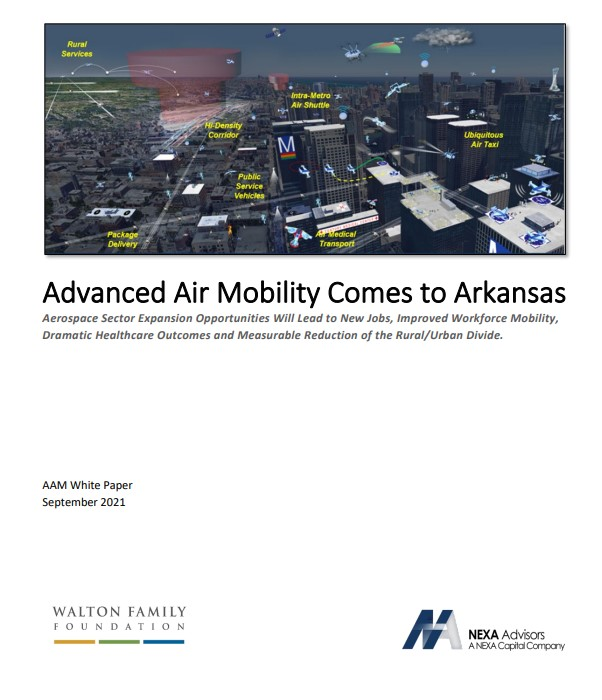 Rural
Services
Intra-Metro
Air Shuttle
Hi-Density
Corridor
Ubiquitous
Air Taxi
M
Public
Service
Vehicles
Package
Delivery
Air Medical
Transport
Advanced Air Mobility Comes to Arkansas
Aerospace Sector Expansion Opportunities Will Lead to New Jobs, Improved Workforce Mobility,
Dramatic Healthcare Outcomes and Measurable Reduction of the Rural/Urban Divide.
AAM White Paper
September 2021
WALTON FAMILY
FOUNDATION
NEXA Advisors
A NEXA Capital Company